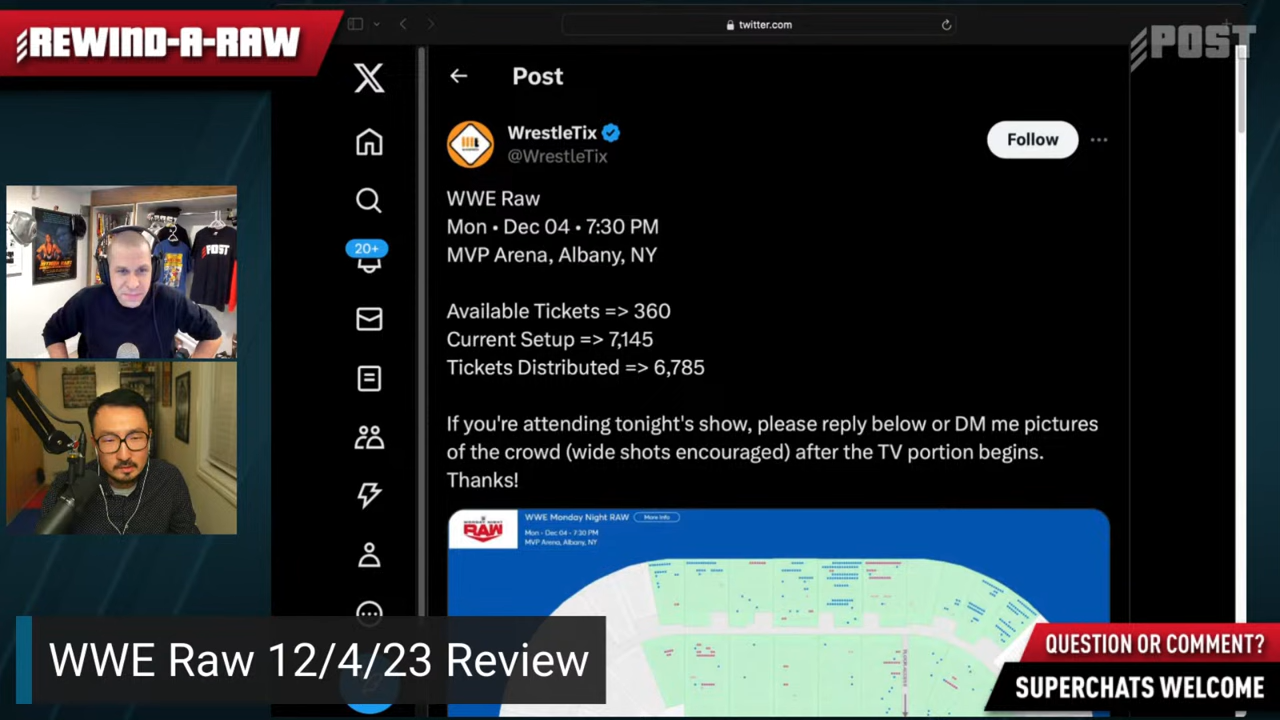 REWIND-A-RAW
twitter.com
POST
Post
WrestleTix
@WrestleTix
Follow
20+
WWE Raw
Mon • Dec 04 • 7:30 PM
MVP Arena, Albany, NY
Available Tickets => 360
Current Setup => 7,145
Tickets Distributed => 6,785
If you're attending tonight's show, please reply below or DM me pictures
of the crowd (wide shots encouraged) after the TV portion begins.
Thanks!
RAW
WWE Monday Night RAW
More Info
Mon - Dec 04 - 7:30 PM
MVP Arena, Albany, NY
POST
WWE Raw 12/4/23 Review
QUESTION OR COMMENT?
SUPERCHATS WELCOME